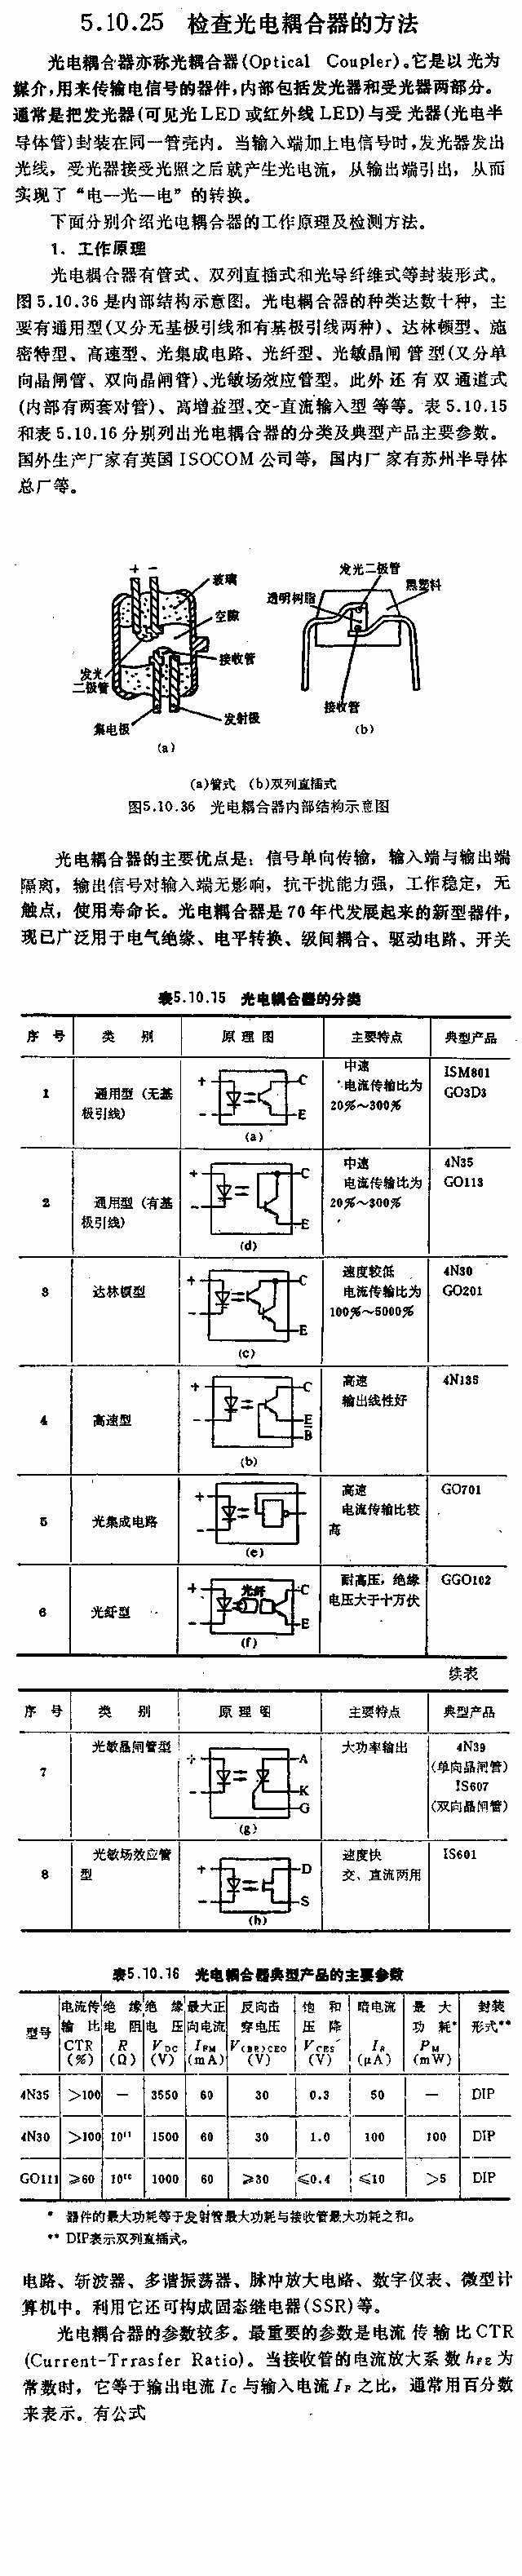 5.10.25 检查光电耦合器的方法
光电耦合器亦称光耦合器(Optical Coupler)。它是以光为
媒介,用来传输电信号的器件,内部包括发光器和受光器两部分。
通常是把发光器(可见光LED或红外线LED)与受光器(光电半
导体管)封装在同一管壳内。当输入端加上电信号时,发光器发出
光线,受光器接受光照之后就产生光电流,从输出端引出,从而
实现了“电—光—电”的转换。
下面分别介绍光电耦合器的工作原理及检测方法。
1. 工作原理
光电耦合器有管式、双列直插式和光导纤维式等封装形式。
图5.10.36是内部结构示意图。光电耦合器的种类达数十种,主
要有通用型(又分无基极引线和有基极引线两种)、达林顿型、施
密特型、高速型、光集成电路、光纤型、光敏晶闸管型(又分单
向晶闸管、双向晶闸管)、光敏场效应管型。此外还有双通道式
(内部有两套对管)、高增益型、交-直流输入型等等。表5.10.15
和表5.10.16分别列出光电耦合器的分类及典型产品主要参数。
国外生产厂家有英国ISOCOM公司等,国内厂家有苏州半导体
总厂等。
+ −
玻璃
空隙
接收管
发光
二极管
集电极
发射极
(a)
发光二极管
透明树脂
黑塑料
接收管
(b)
(a)管式 (b)双列直插式
图5.10.36 光电耦合器内部结构示意图
光电耦合器的主要优点是:信号单向传输,输入端与输出端
隔离,输出信号对输入端无影响,抗干扰能力强,工作稳定,无
触点,使用寿命长。光电耦合器是70年代发展起来的新型器件,
现已广泛用于电气绝缘、电平转换、级间耦合、驱动电路、开关
表5.10.15 光电耦合器的分类
序号 类别 原理图 主要特点 典型产品
1 通用型(无基
极引线)
+ − C E
(a)
中速
电流传输比为
20%~300%
ISM801
GO3D3
2 通用型(有基
极引线)
+ − C E
(d)
中速
电流传输比为
20%~300%
4N35
GO113
3 达林顿型
+ − C E
(c)
速度较低
电流传输比为
100%~5000%
4N30
GO201
4 高速型
+ − C E B
(b)
高速
输出线性好
4N135
5 光集成电路
+ −
(e)
高速
电流传输比较
高
GO701
6 光纤型
+ − 光纤 C E
(f)
耐高压,绝缘
电压大于十万伏
GGO102
续表
序号 类别 原理图 主要特点 典型产品
7 光敏晶闸管型
+ − A K G
(g)
大功率输出
4N39
(单向晶闸管)
IS607
(双向晶闸管)
8 光敏场效应管
型
+ − D S
(h)
速度快
交、直流两用
IS601
表5.10.16 光电耦合器典型产品的主要参数
型号 电流传输比CTR(%) 绝缘电阻R(Ω) 绝缘电压VDC(V) 最大正向电流IFM(mA) 反向击穿电压V(BR)CEO(V) 饱和压降VCES(V) 暗电流IR(μA) 最大功耗*PM(mW) 封装形式**
4N35 >100 — 3550 60 30 0.3 50 — DIP
4N30 >100 10¹¹ 1500 60 30 1.0 100 100 DIP
GO111 ≥60 10¹⁰ 1000 60 ≥30 ≤0.4 ≤10 >5 DIP
* 器件的最大功耗等于发射管最大功耗与接收管最大功耗之和。
** DIP表示双列直插式。
电路、斩波器、多谐振荡器、脉冲放大电路、数字仪表、微型计
算机中。利用它还可构成固态继电器(SSR)等。
光电耦合器的参数较多。最重要的参数是电流传输比CTR
(Current-Trrasfer Ratio)。当接收管的电流放大系数hFE为
常数时,它等于输出电流IC与输入电流IF之比,通常用百分数
来表示。有公式